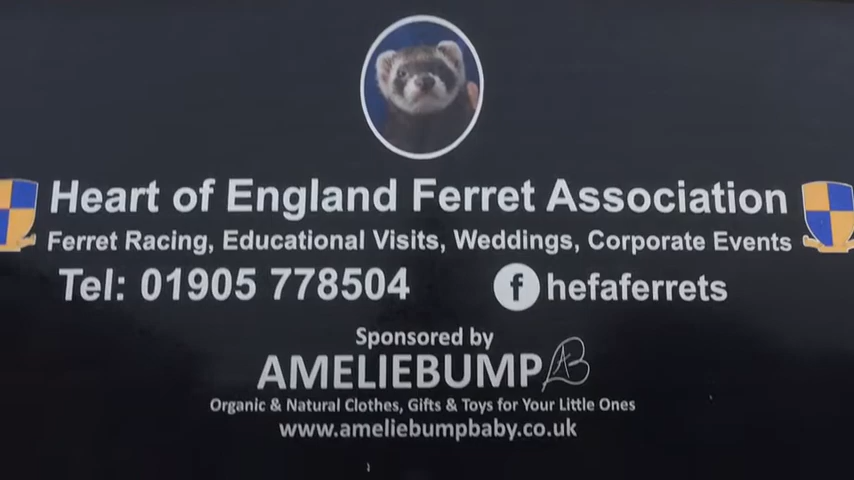 Heart of England Ferret Association
Ferret Racing, Educational Visits, Weddings, Corporate Events
Tel: 01905 778504 f hefaferrets
Sponsored by
AMELIEBUMP AB
Organic & Natural Clothes, Gifts & Toys for Your Little Ones
www.ameliebumpbaby.co.uk